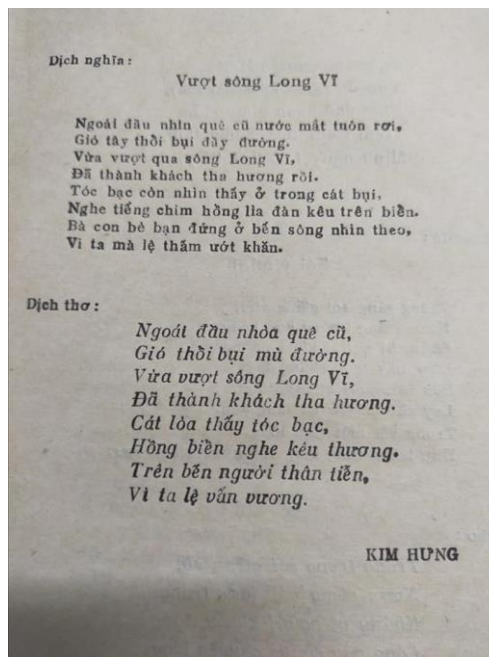 Dịch nghĩa:
Vượt sông Long Vĩ
Ngoái đầu nhìn quê cũ nước mắt tuôn rơi,
Gió tây thổi bụi đầy đường.
Vừa vượt qua sông Long Vĩ,
Đã thành khách tha hương rồi.
Tóc bạc còn nhìn thấy ở trong cát bụi,
Nghe tiếng chim hồng lìa đàn kêu trên biển.
Bà con bè bạn đứng ở bến sông nhìn theo,
Vì ta mà lệ thấm ướt khăn.
Dịch thơ:
Ngoát đầu nhòa quê cũ,
Gió thổi bụi mù đường.
Vừa vượt sông Long Vĩ,
Đã thành khách tha hương.
Cát lòa thấy tóc bạc,
Hồng biển nghe kêu thương.
Trên bến người thân tiễn,
Vì ta lệ vấn vương.
KIM HƯNG